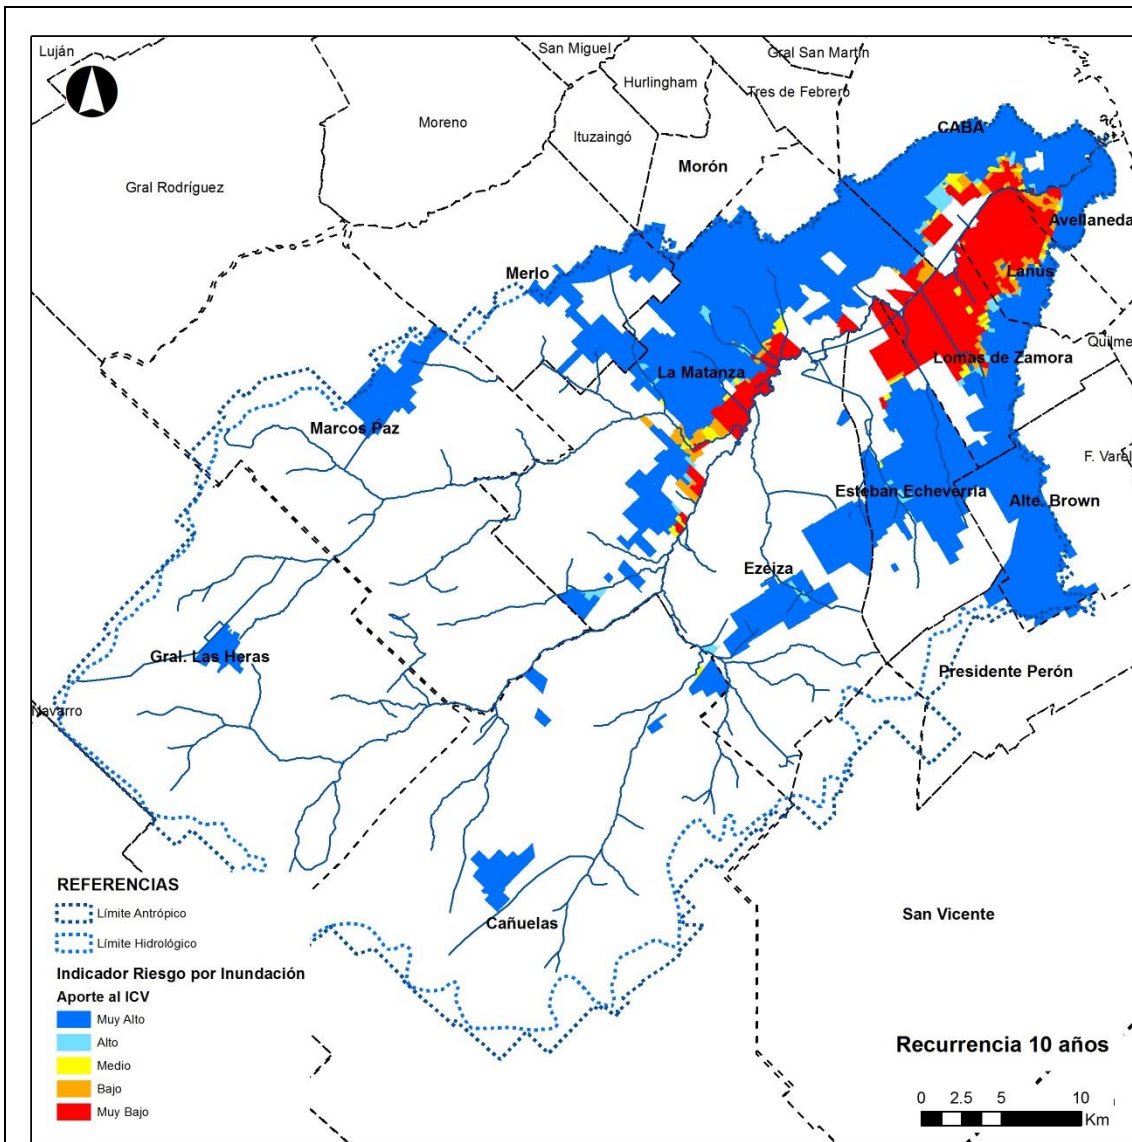 Luján
San Miguel
Gral San Martín
Hurlingham
Tres de Febrero
Moreno
Ituzaingó
CABA
Morón
Gral Rodríguez
Avellaneda
Merlo
Lanús
Quilme
La Matanza
Lomas de Zamora
Marcos Paz
F. Varel
Esteban Echeverría
Alte. Brown
Ezeiza
Gral. Las Heras
Presidente Perón
Navarro
REFERENCIAS
Límite Antrópico
Límite Hidrológico
Cañuelas
San Vicente
Indicador Riesgo por Inundación
Aporte al ICV
Muy Alto
Alto
Medio
Bajo
Muy Bajo
Recurrencia 10 años
0 2.5 5 10
Km